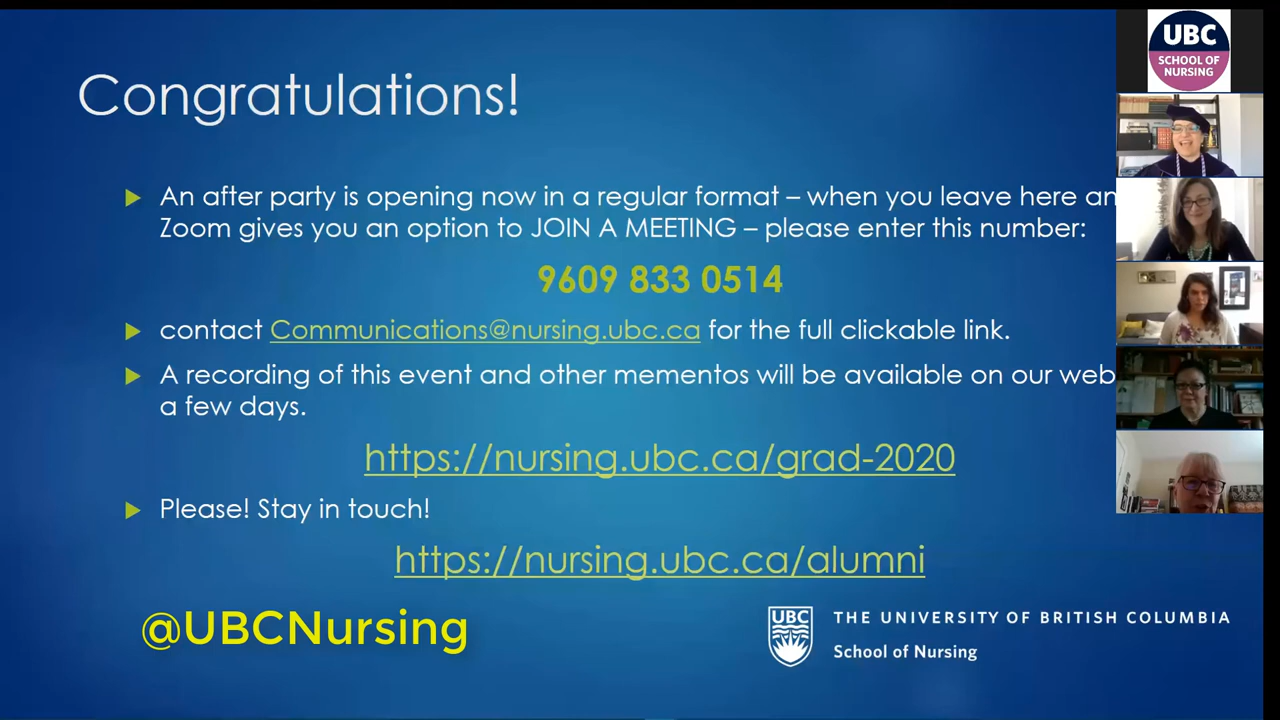 Congratulations!
An after party is opening now in a regular format – when you leave here an
Zoom gives you an option to JOIN A MEETING – please enter this number:
9609 833 0514
contact Communications@nursing.ubc.ca for the full clickable link.
A recording of this event and other mementos will be available on our web
a few days.
https://nursing.ubc.ca/grad-2020
Please! Stay in touch!
https://nursing.ubc.ca/alumni
@UBCNursing
UBC
THE UNIVERSITY OF BRITISH COLUMBIA
School of Nursing
UBC
SCHOOL OF
NURSING